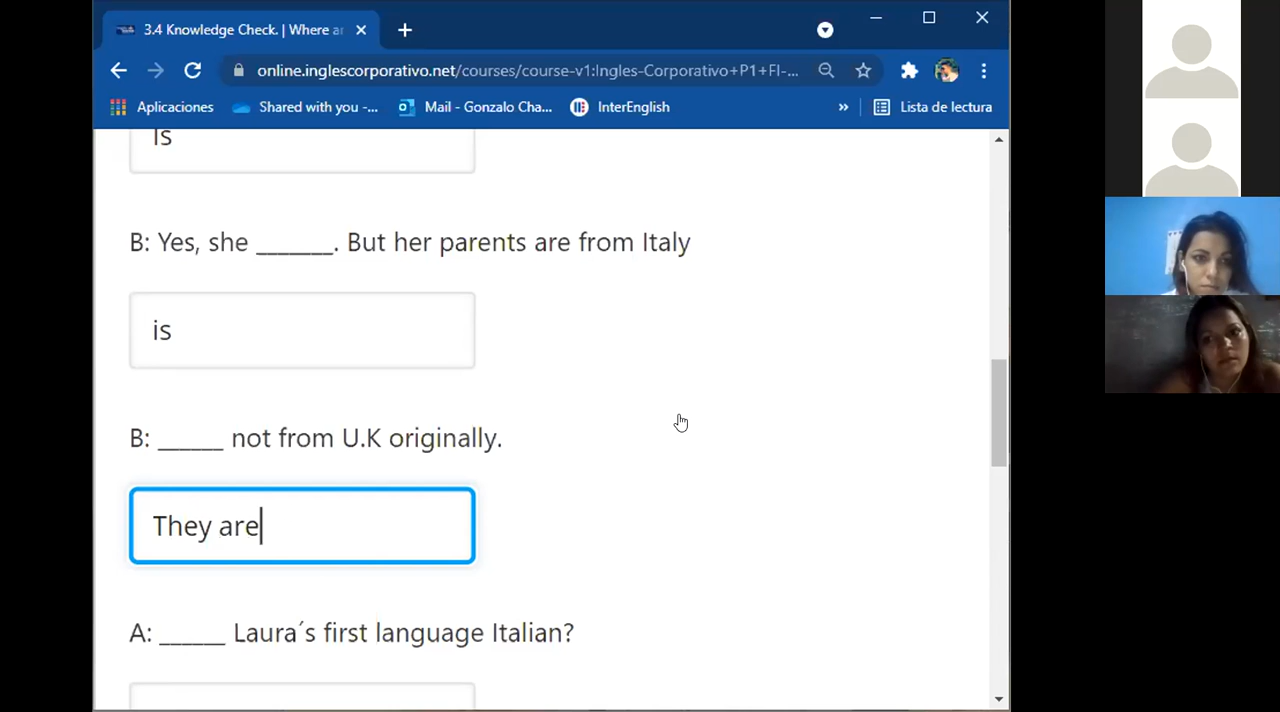 3.4 Knowledge Check. | Where ar
online.inglescorporativo.net/courses/course-v1:Ingles-Corporativo+P1+FI-...
Aplicaciones Shared with you -... Mail - Gonzalo Cha... InterEnglish » Lista de lectura
Is
B: Yes, she _______. But her parents are from Italy
is
B: ______ not from U.K originally.
They are
A: ______ Laura´s first language Italian?